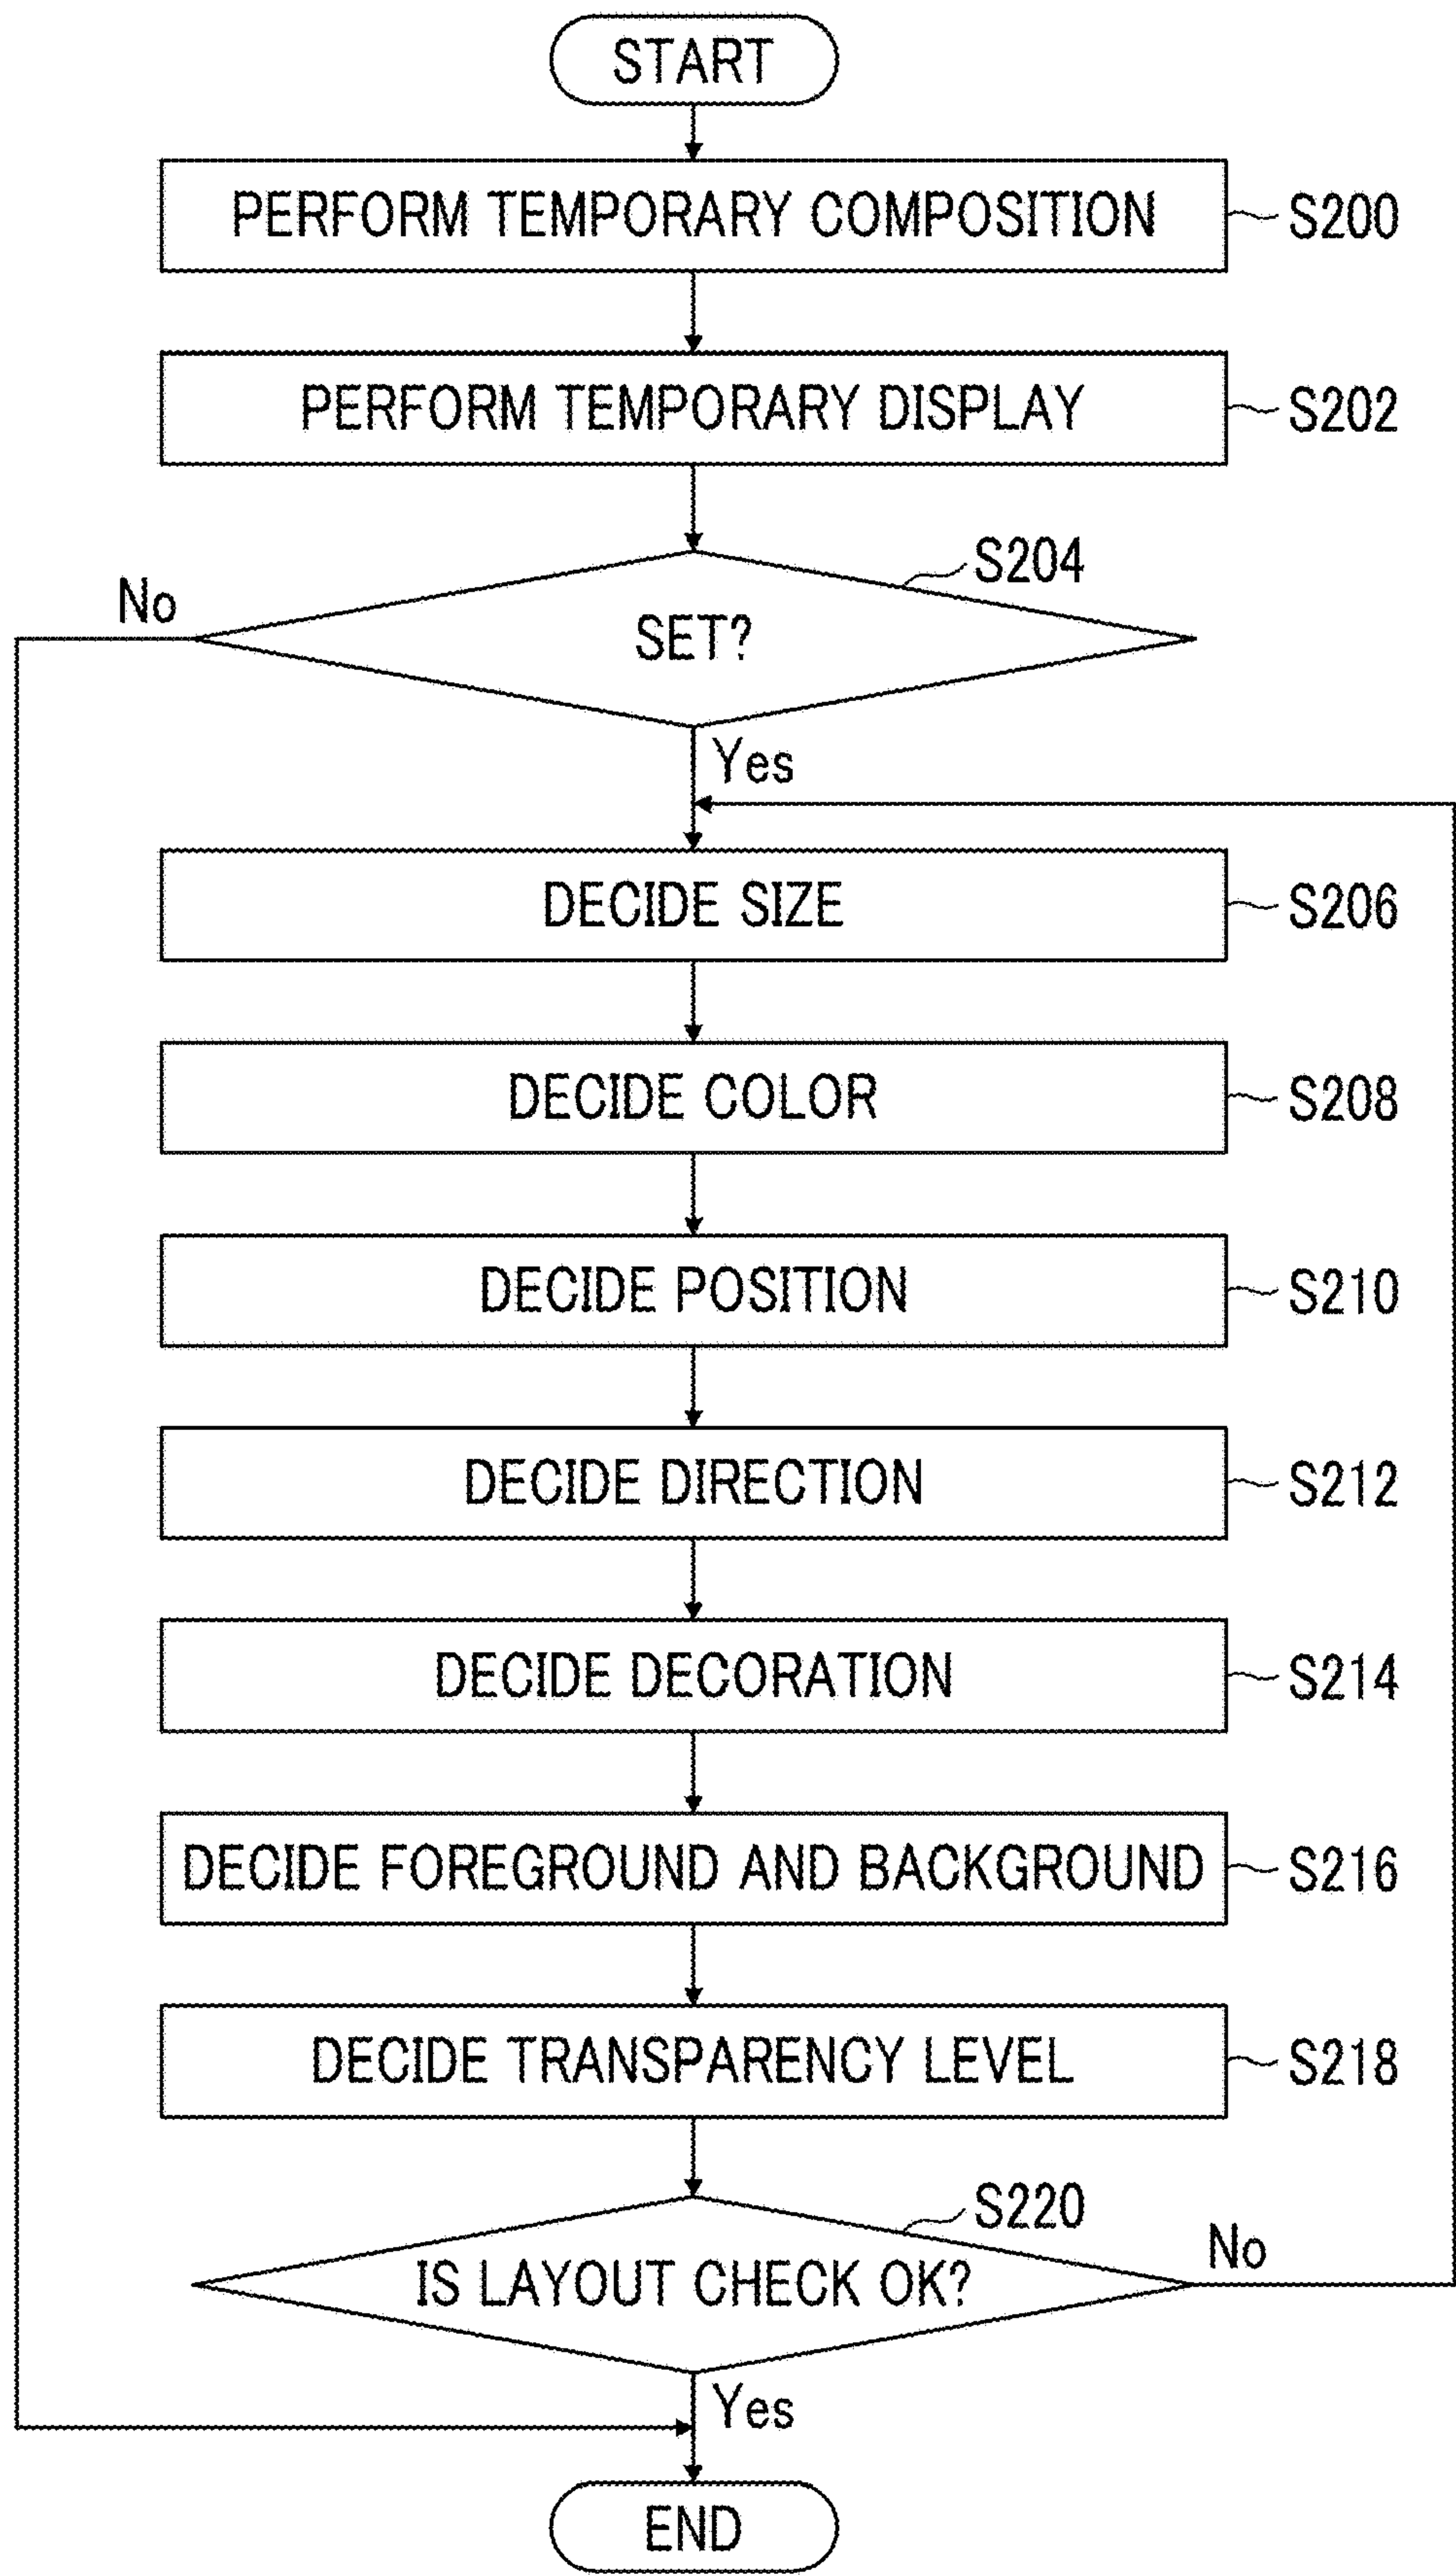 START
PERFORM TEMPORARY COMPOSITION
S200
PERFORM TEMPORARY DISPLAY
S202
S204
No
SET?
Yes
DECIDE SIZE
S206
DECIDE COLOR
S208
DECIDE POSITION
S210
DECIDE DIRECTION
S212
DECIDE DECORATION
S214
DECIDE FOREGROUND AND BACKGROUND
S216
DECIDE TRANSPARENCY LEVEL
S218
S220
IS LAYOUT CHECK OK?
No
Yes
END